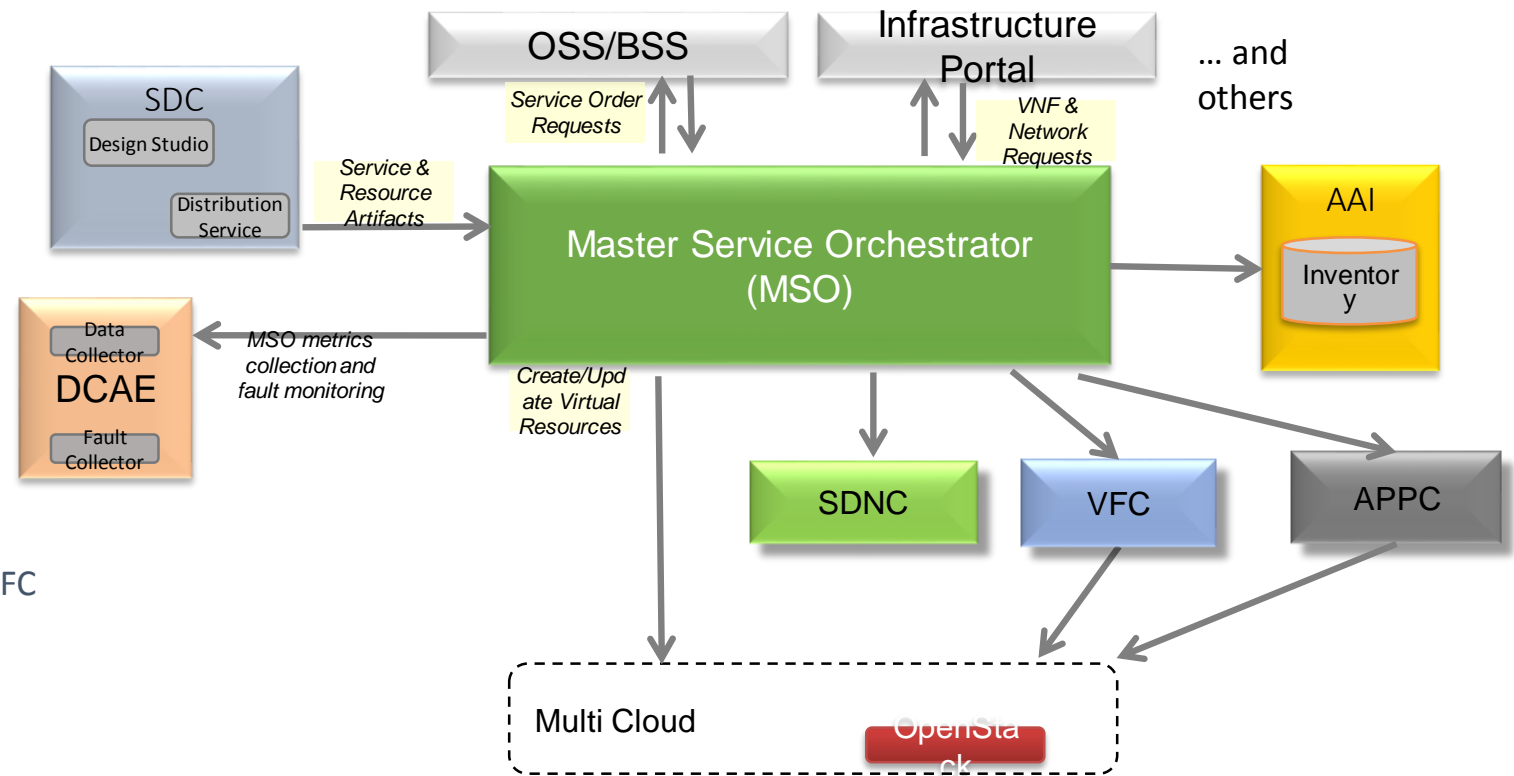 OSS/BSS
Infrastructure
Portal
… and
others
SDC
Design Studio
Distribution
Service
Service Order
Requests
VNF &
Network
Requests
Service &
Resource
Artifacts
Master Service Orchestrator
(MSO)
AAI
Inventor
y
Data
Collector
DCAE
Fault
Collector
MSO metrics
collection and
fault monitoring
Create/Upd
ate Virtual
Resources
SDNC
VFC
APPC
FC
Multi Cloud
OpenSta
ck